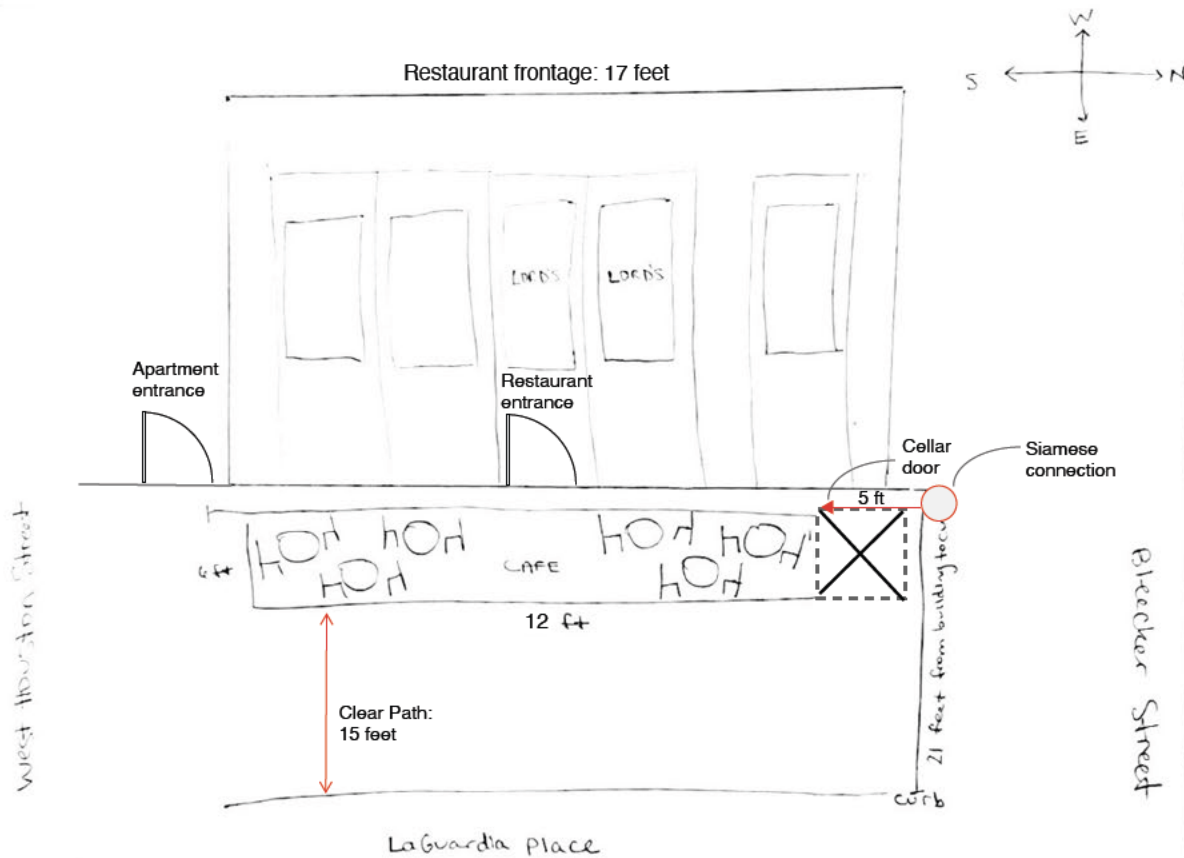 W
S
N
E
Restaurant frontage: 17 feet
LORD'S
LORD'S
Apartment
entrance
Restaurant
entrance
Cellar
door
Siamese
connection
5 ft
6 ft
CAFE
12 ft
Clear Path:
15 feet
21 feet from building to cu
curb
West Houston Street
Bleecker Street
LaGuardia Place